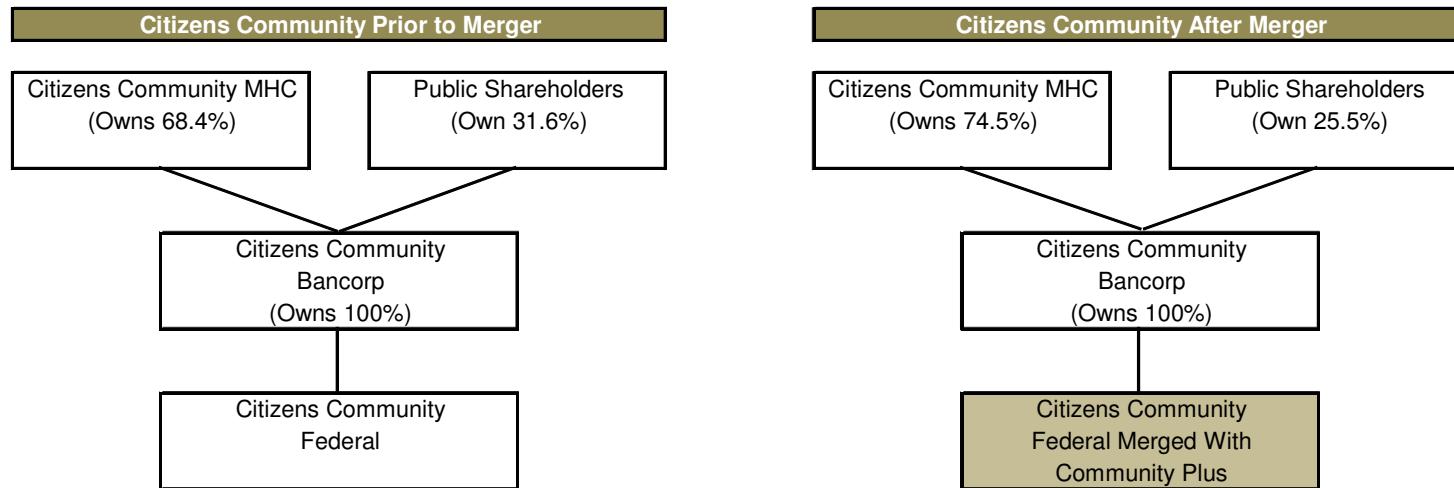 Citizens Community Prior to Merger
Citizens Community MHC
(Owns 68.4%)
Public Shareholders
(Own 31.6%)
Citizens Community
Bancorp
(Owns 100%)
Citizens Community
Federal
Citizens Community After Merger
Citizens Community MHC
(Owns 74.5%)
Public Shareholders
(Own 25.5%)
Citizens Community
Bancorp
(Owns 100%)
Citizens Community
Federal Merged With
Community Plus